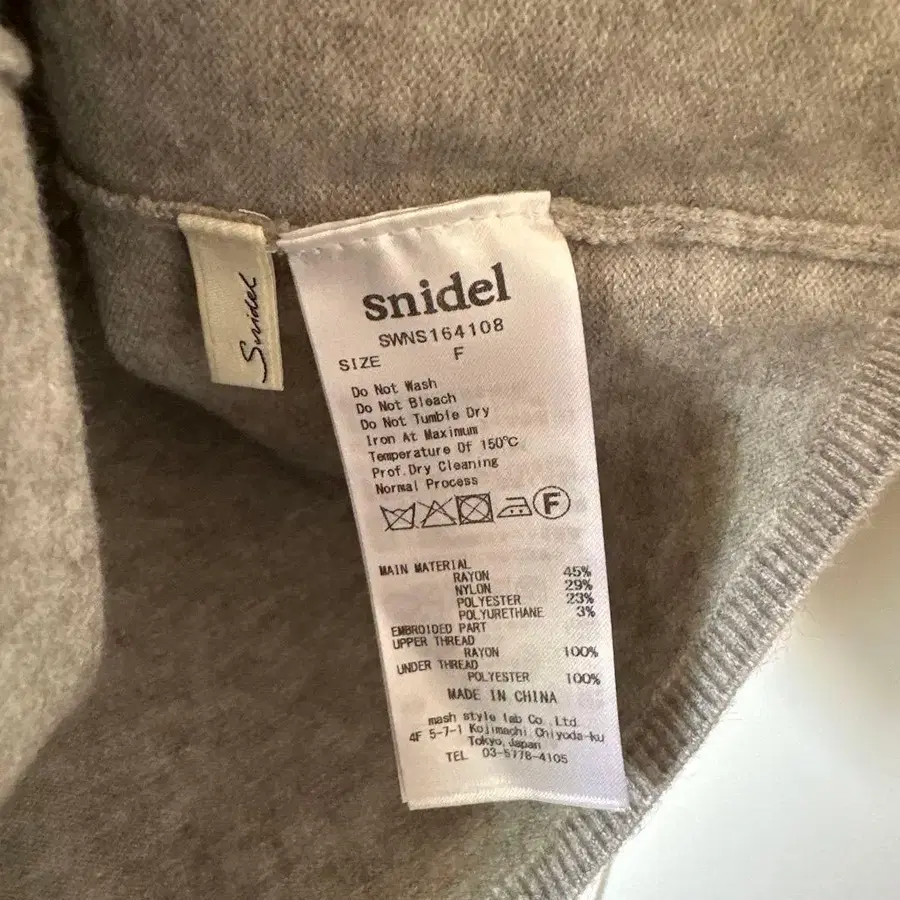 Snidel
snidel
SWNS164108
SIZE F
Do Not Wash
Do Not Bleach
Do Not Tumble Dry
Iron At Maximum
Temperature Of 150℃
Prof.Dry Cleaning
Normal Process
F
MAIN MATERIAL
RAYON 45%
NYLON 29%
POLYESTER 23%
POLYURETHANE 3%
EMBROIDED PART
UPPER THREAD
RAYON 100%
UNDER THREAD
POLYESTER 100%
MADE IN CHINA
mash style lab Co.,Ltd
4F 5-7-1 Kojimachi,Chiyoda-ku
Tokyo,Japan
TEL 03-5778-4105